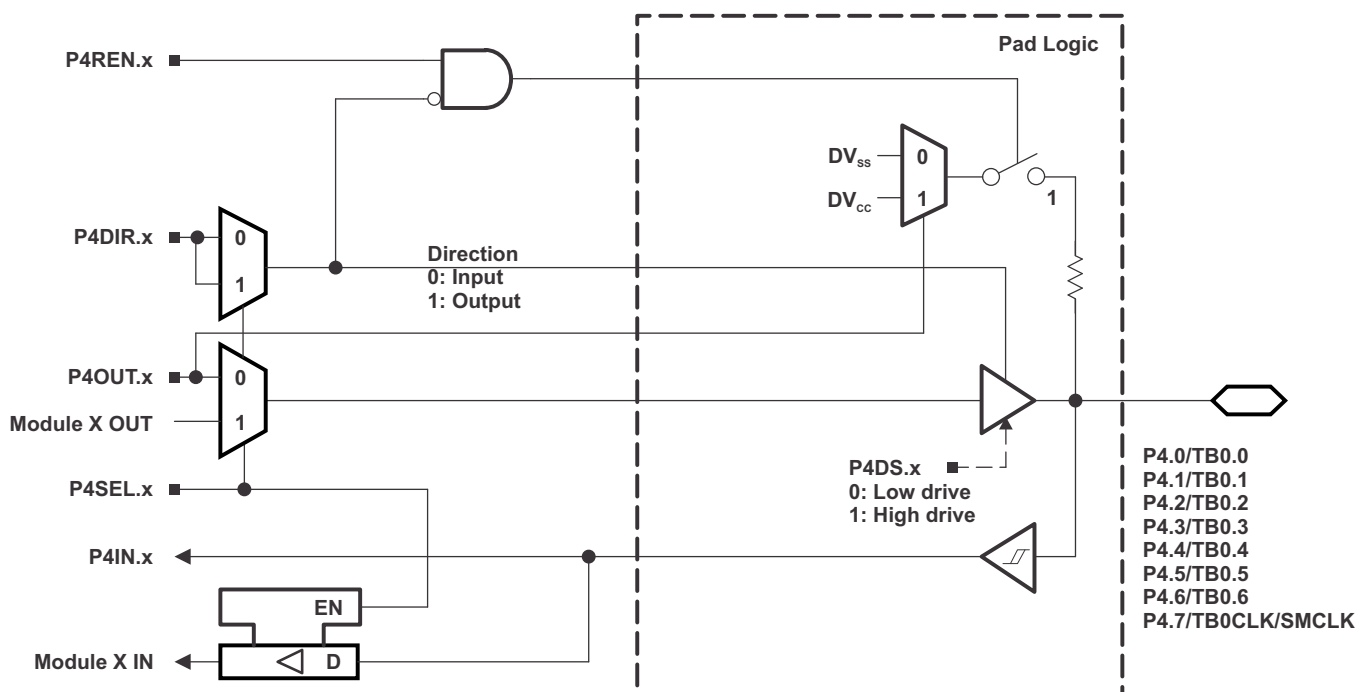 Pad Logic
P4REN.x
DVss
0
DVcc
1
1
P4DIR.x
0
1
Direction
0: Input
1: Output
P4OUT.x
0
Module X OUT
1
P4DS.x
0: Low drive
1: High drive
P4SEL.x
P4IN.x
EN
D
Module X IN
P4.0/TB0.0
P4.1/TB0.1
P4.2/TB0.2
P4.3/TB0.3
P4.4/TB0.4
P4.5/TB0.5
P4.6/TB0.6
P4.7/TB0CLK/SMCLK